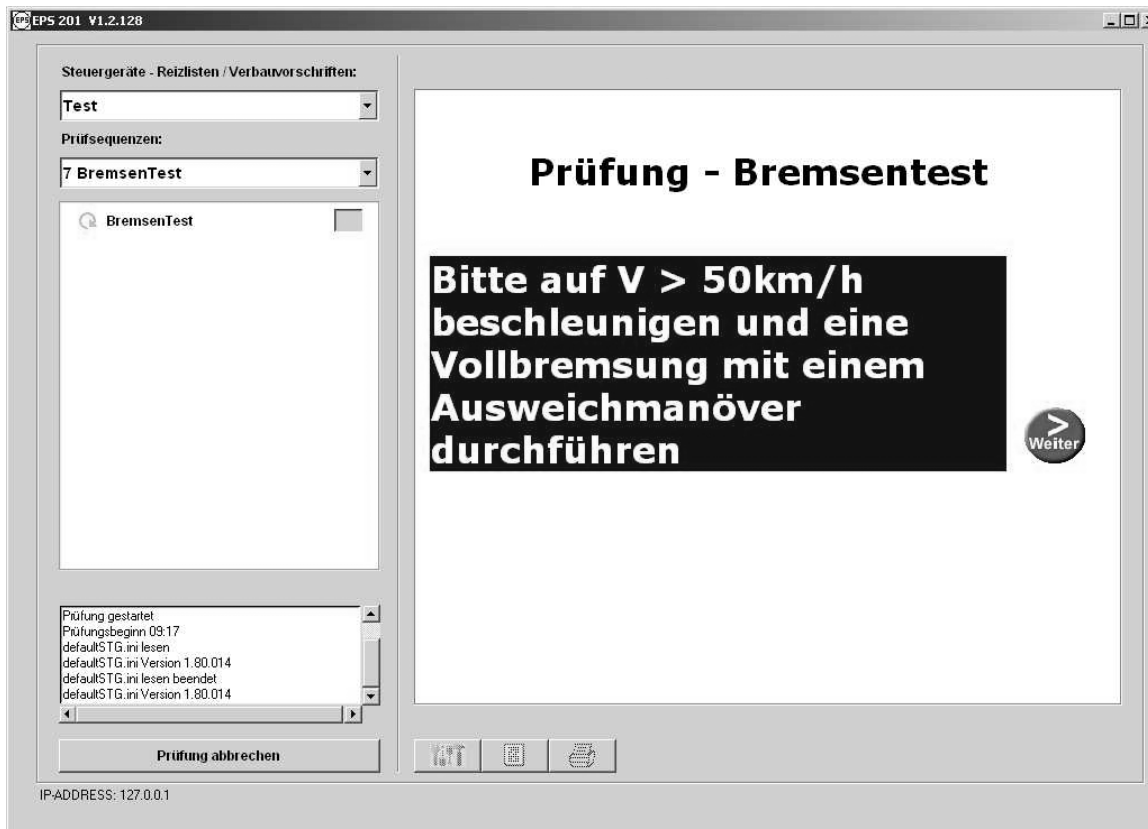 EPS EPS 201 V1.2.128
Steuergeräte - Reizlisten / Verbauvorschriften:
Test
Prüfsequenzen:
7 BremsenTest
BremsenTest
Prüfung gestartet
Prüfungsbeginn 09:17
defaultSTG.ini lesen
defaultSTG.ini Version 1.80.014
defaultSTG.ini lesen beendet
defaultSTG.ini Version 1.80.014
Prüfung abbrechen
Prüfung - Bremsentest
Bitte auf V > 50km/h
beschleunigen und eine
Vollbremsung mit einem
Ausweichmanöver
durchführen
>
Weiter
IP-ADDRESS: 127.0.0.1